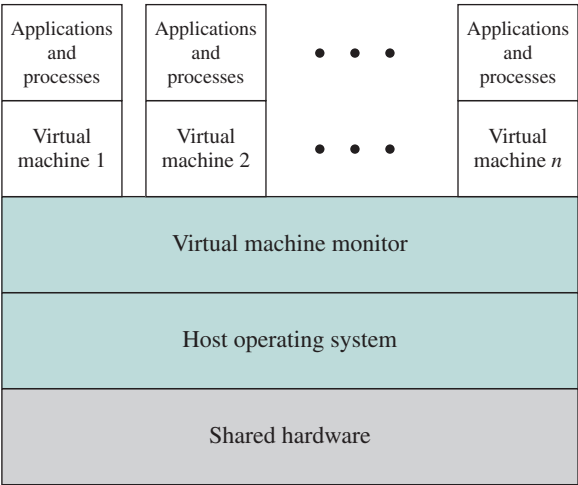 Applications
and
processes
Applications
and
processes
Applications
and
processes
Virtual
machine 1
Virtual
machine 2
Virtual
machine n
Virtual machine monitor
Host operating system
Shared hardware